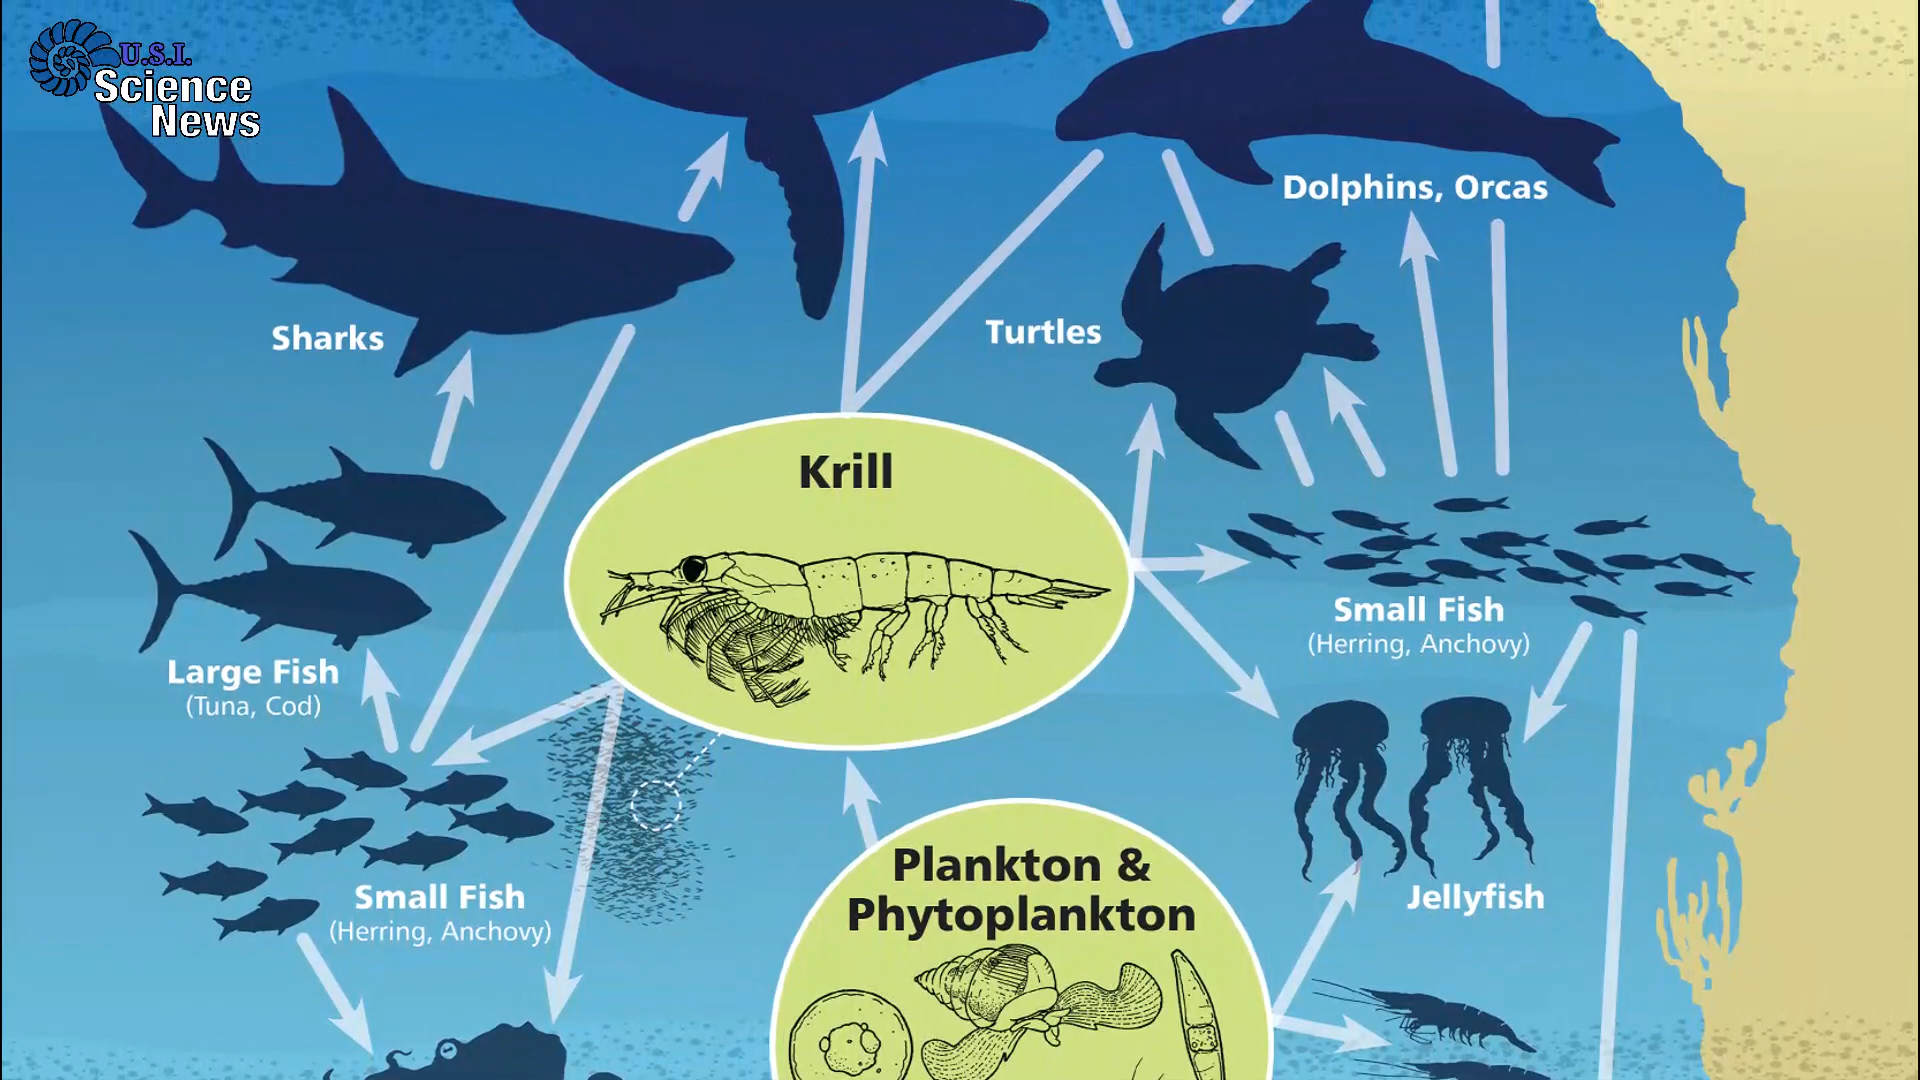 U.S.I.
Science
News
Dolphins, Orcas
Sharks
Turtles
Krill
Small Fish
(Herring, Anchovy)
Large Fish
(Tuna, Cod)
Plankton &
Phytoplankton
Small Fish
(Herring, Anchovy)
Jellyfish